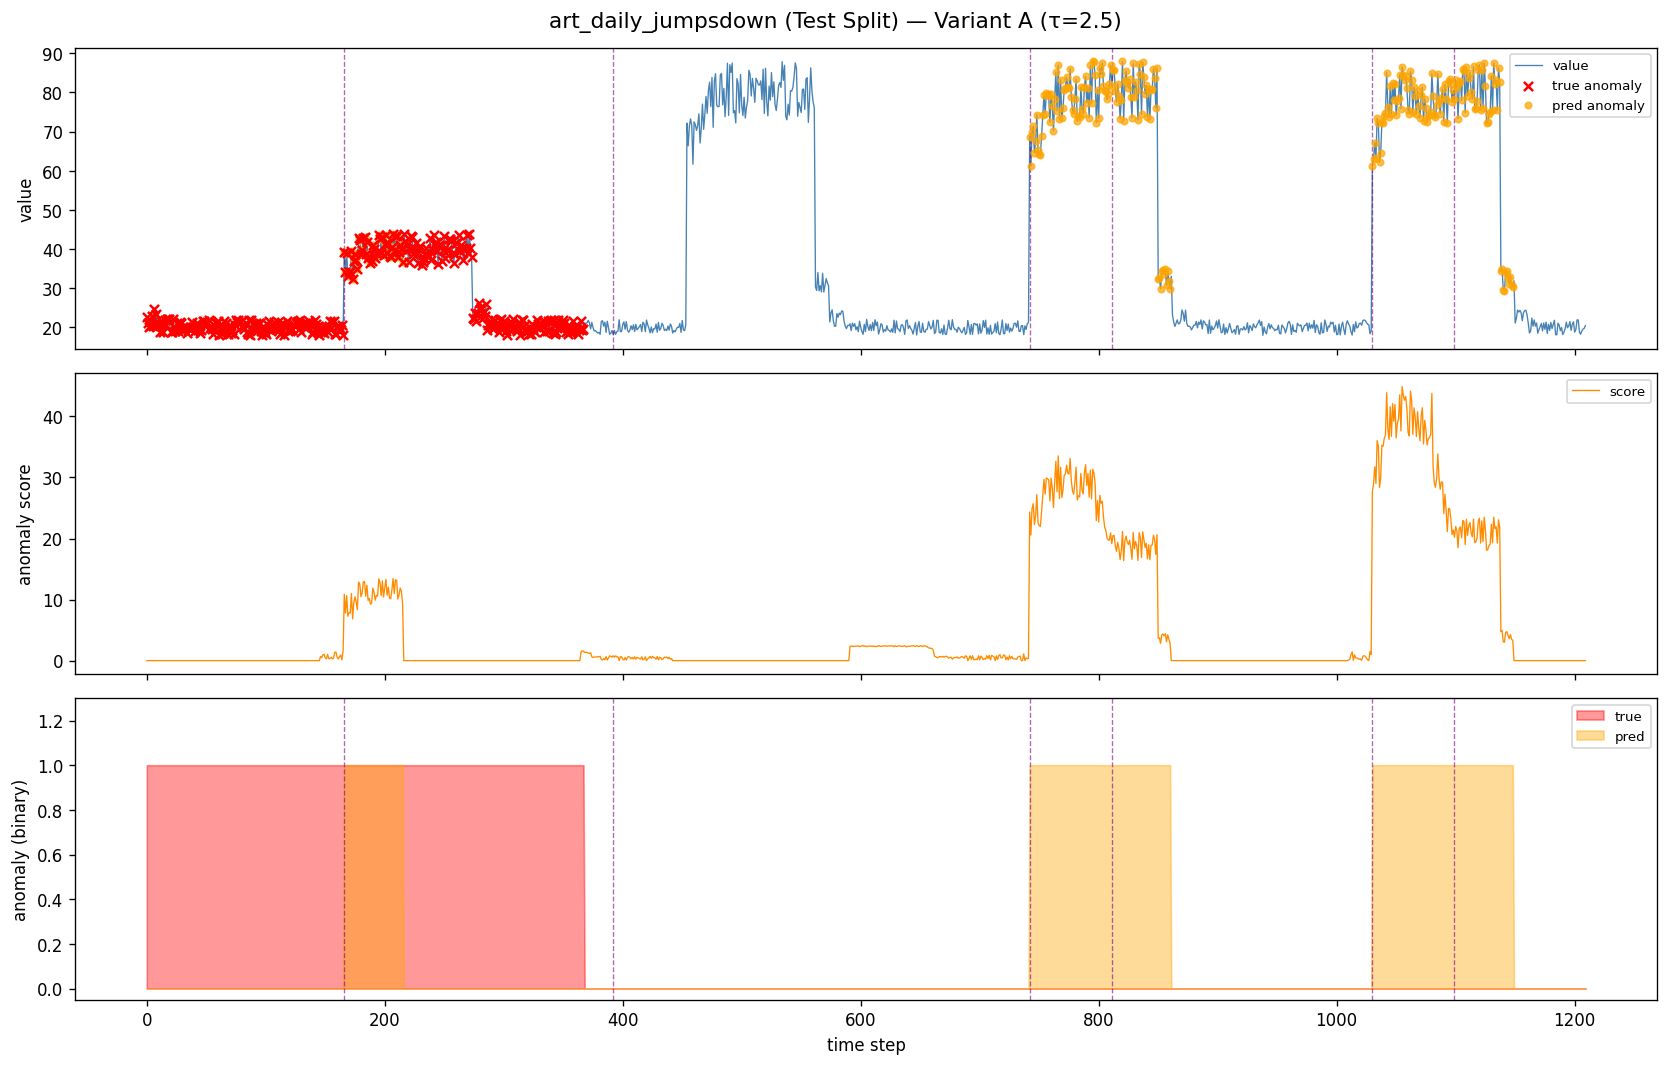 art_daily_jumpsdown (Test Split) — Variant A (τ=2.5)
90
80
70
60
50
40
30
20
value
value
true anomaly
pred anomaly
40
30
20
10
0
anomaly score
score
1.2
1.0
0.8
0.6
0.4
0.2
0.0
anomaly (binary)
true
pred
0
200
400
600
800
1000
1200
time step